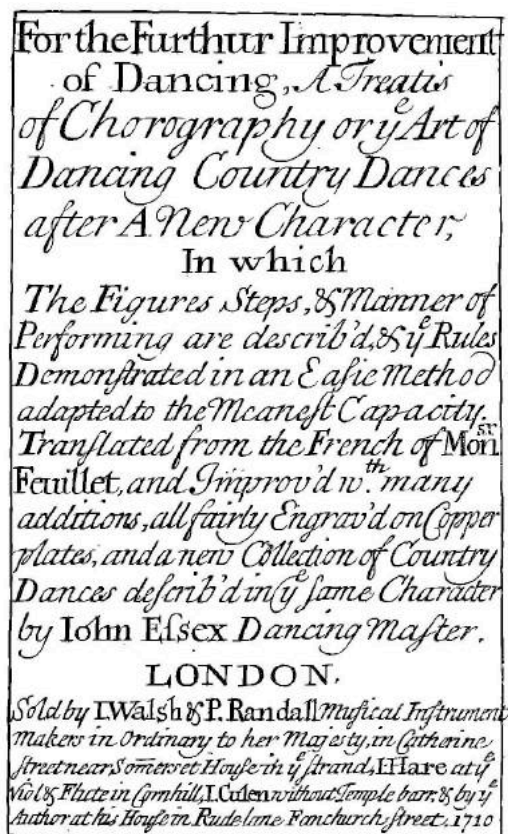 For the Furthur Improvement
of Dancing, A Treatis
of Chorography or yᵉ Art of
Dancing Country Dances
after A New Character,
In which
The Figures Steps, & Manner of
Performing are describ'd, & yᵉ Rules
Demonſtrated in an Eaſie Method
adapted to the Meaneſt Capacity.
Tranſlated from the French of Monsr
Feuillet, and Improv'd wth. many
additions, all fairly Engrav'd on Copper
plates, and a new Collection of Country
Dances deſcrib'd in yᵉ ſame Character
by Iohn Eſſex Dancing Maſter.
LONDON.
Sold by I. Walsh & P. Randall Muſical Inſtrument
makers in Ordinary to her Majeſty, in Catherine
ſtreet near Som̅erset Houſe in yᵉ ſtrand, I. Hare at yᵉ
Viol & Flute in Cornhill, I. Culen without Temple barr. & by yᵉ
Author at his Houſe in Rude lane Fanchurch ſtreet. 1710